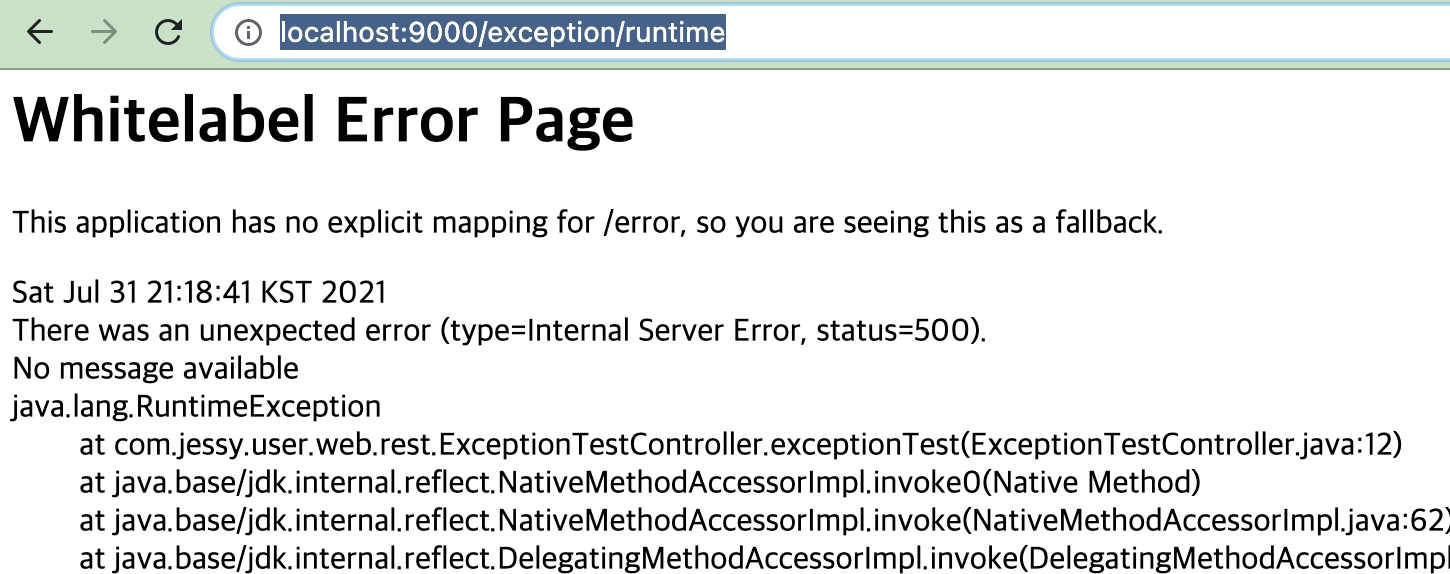 localhost:9000/exception/runtime
Whitelabel Error Page
This application has no explicit mapping for /error, so you are seeing this as a fallback.
Sat Jul 31 21:18:41 KST 2021
There was an unexpected error (type=Internal Server Error, status=500).
No message available
java.lang.RuntimeException
at com.jessy.user.web.rest.ExceptionTestController.exceptionTest(ExceptionTestController.java:12)
at java.base/jdk.internal.reflect.NativeMethodAccessorImpl.invoke0(Native Method)
at java.base/jdk.internal.reflect.NativeMethodAccessorImpl.invoke(NativeMethodAccessorImpl.java:62)
at java.base/jdk.internal.reflect.DelegatingMethodAccessorImpl.invoke(DelegatingMethodAccessorImpl